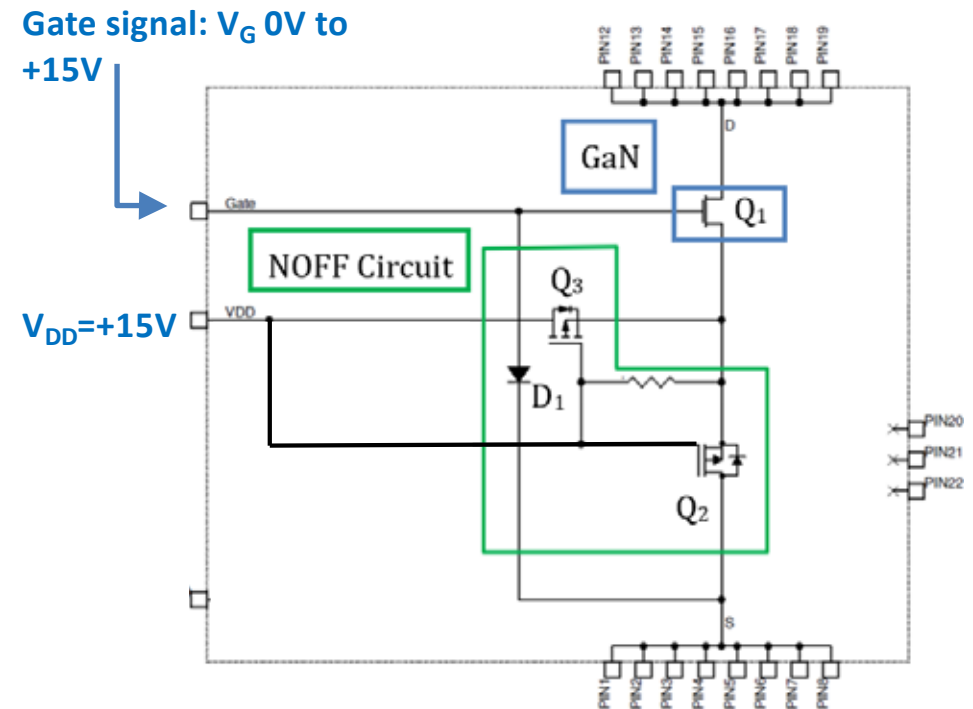 Gate signal: VG 0V to
+15V
PIN12
PIN13
PIN14
PIN15
PIN16
PIN17
PIN18
PIN19
D
GaN
Gate
Q1
NOFF Circuit
Q3
VDD
VDD=+15V
D1
PIN20
PIN21
PIN22
Q2
S
PIN1
PIN2
PIN3
PIN4
PIN5
PIN6
PIN7
PIN8